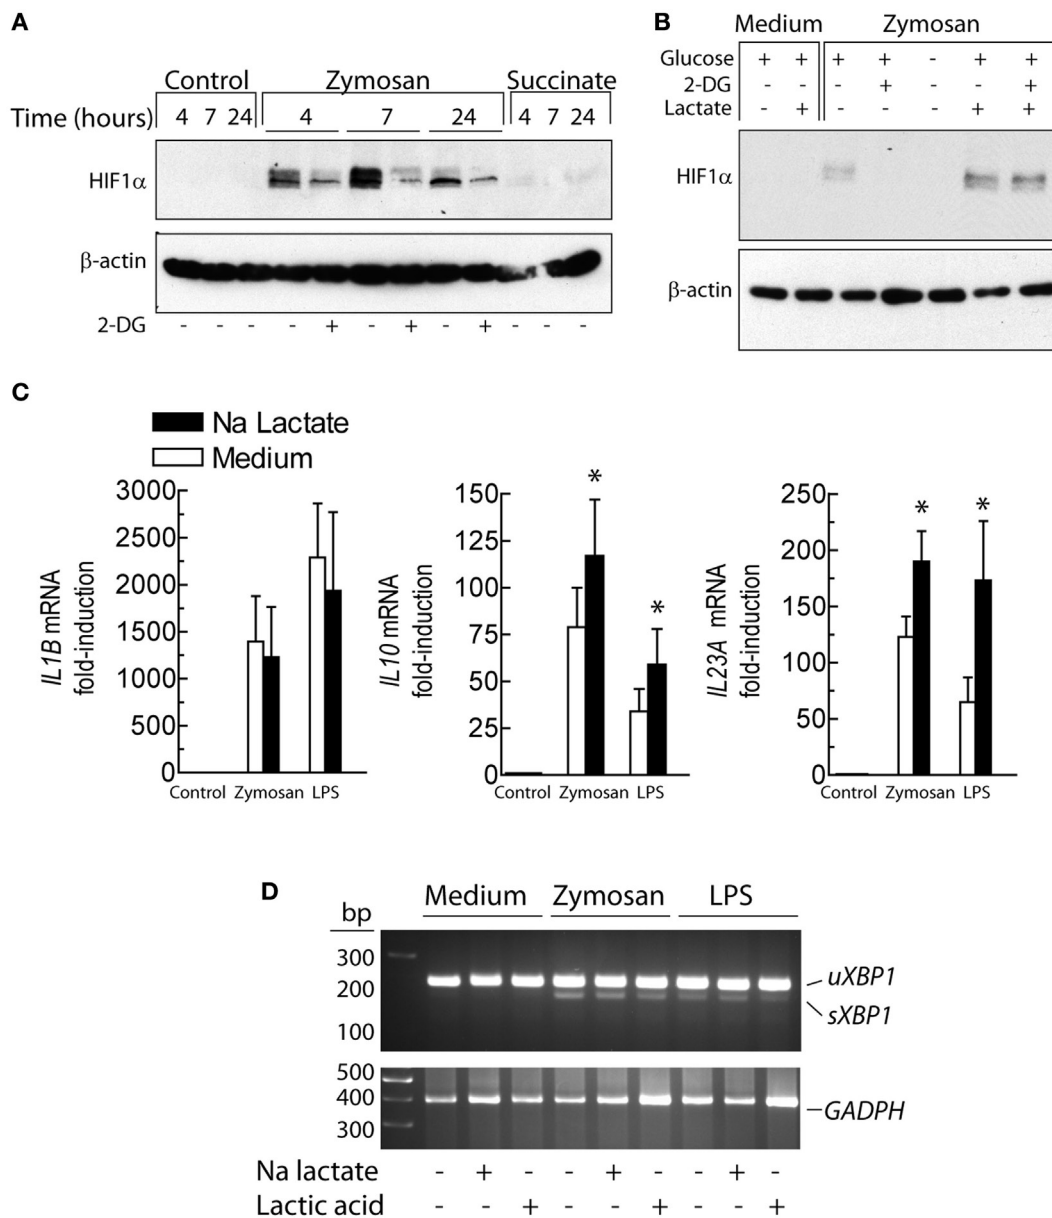 A
Control Zymosan Succinate
Time (hours) 4 7 24 4 7 24 4 7 24
HIF1α
β-actin
2-DG - - - - + - + - + - - -
B
Medium Zymosan
Glucose + + + + - + +
2-DG - - - + - - +
Lactate - + - - - + +
HIF1α
β-actin
C
Na Lactate
Medium
IL1B mRNA
fold-induction
3000
2500
2000
1500
1000
500
0
Control Zymosan LPS
IL10 mRNA
fold-induction
150
125
100
75
50
25
0
* *
Control Zymosan LPS
IL23A mRNA
fold-induction
250
200
150
100
50
0
* *
Control Zymosan LPS
D
bp Medium Zymosan LPS
300
200
100
uXBP1
sXBP1
500
400
300
GADPH
Na lactate - + - - + - - + -
Lactic acid - - + - - + - - +